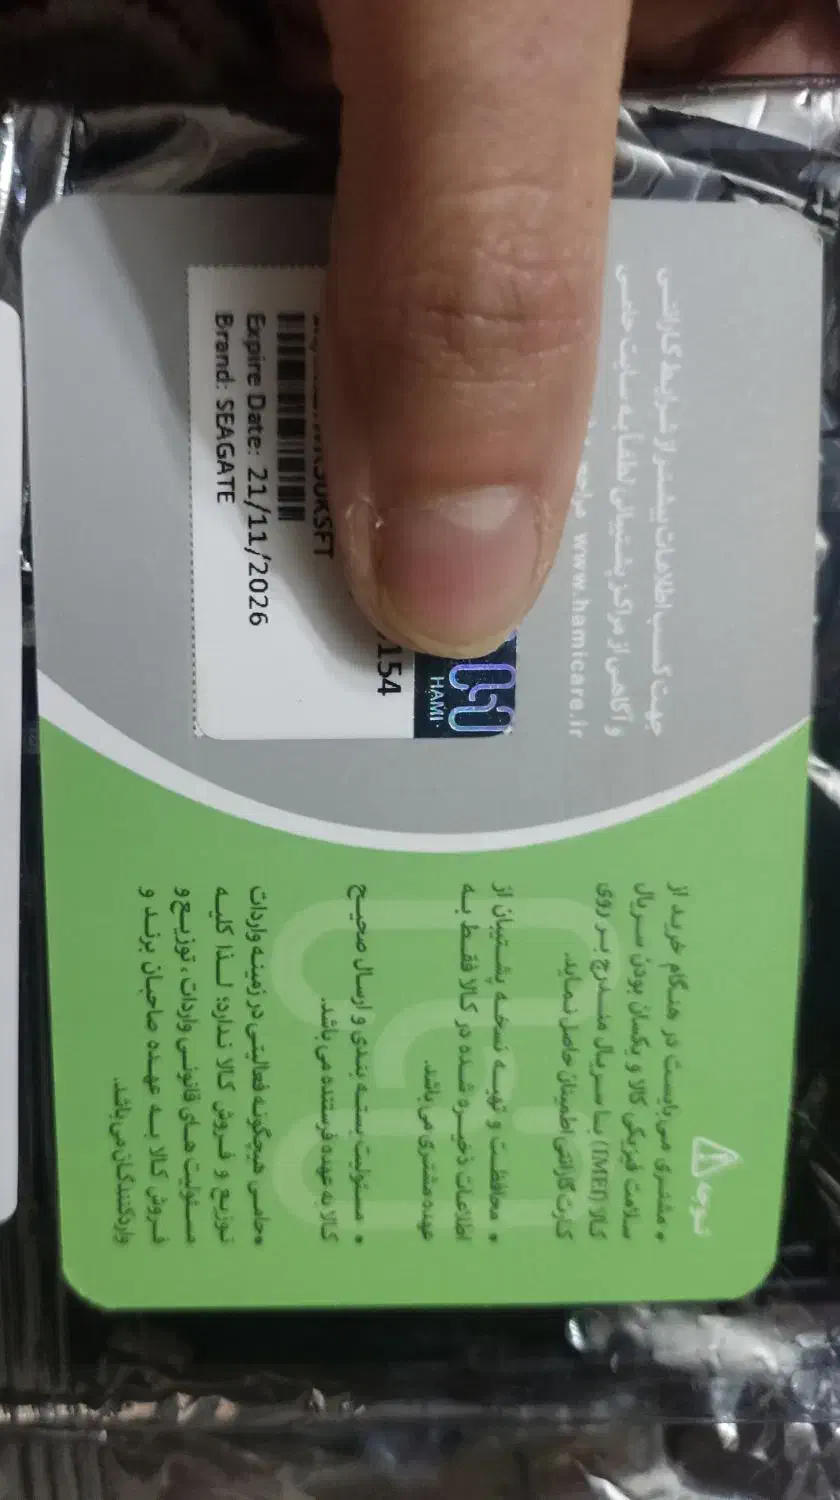 جهت کسب اطلاعات بیشتر از شرایط گارانتی
و آگاهی از مراکز پشتیبانی لطفا به سایت حامی
www.hamicare.ir
HAMI
154
Expire Date: 21/11/2026
Brand: SEAGATE
توجه
• مشتری می بایست در هنگام خرید از
سلامت فیزیکی کالا و یکسان بودن سریال
کالا (IMEI) با سریال مندرج بر روی
کارت گارانتی اطمینان حاصل نماید.
• محافظت و تهیه نسخه پشتیبان از
اطلاعات ذخیره شده در کالا فقط به
عهده مشتری می باشد.
• مسئولیت بسته بندی و ارسال صحیح
کالا به عهده فرستنده می باشد.
•حامی هیچگونه فعالیتی در زمینه واردات
توزیع و فروش کالا ندارد؛ لذا کلیه
مسئولیت های قانونی واردات، توزیع و
فروش کالا به عهده صاحبان برند و
واردکنندگان می باشد.